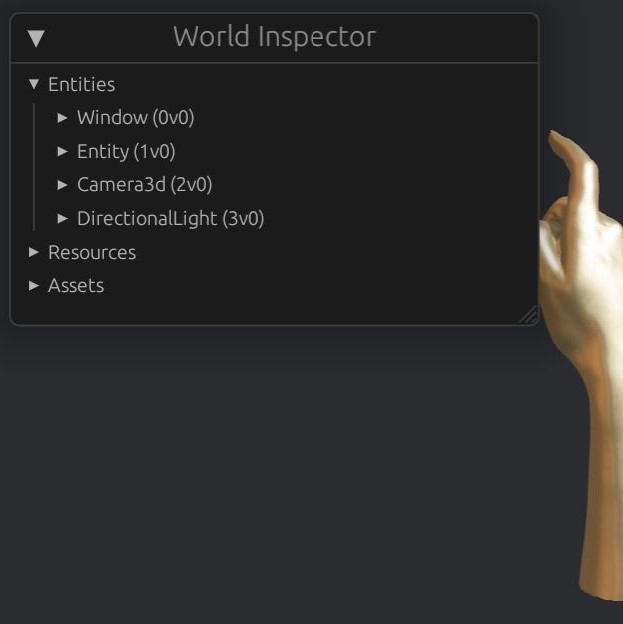 World Inspector
Entities
Window (0v0)
Entity (1v0)
Camera3d (2v0)
DirectionalLight (3v0)
Resources
Assets